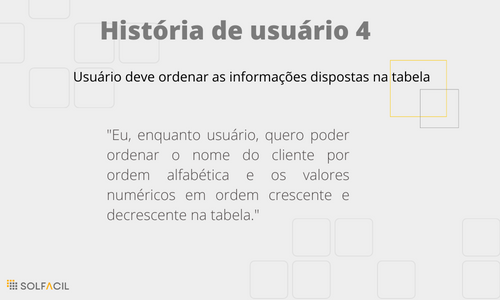 História de usuário 4
Usuário deve ordenar as informações dispostas na tabela
"Eu, enquanto usuário, quero poder
ordenar o nome do cliente por
ordem alfabética e os valores
numéricos em ordem crescente e
decrescente na tabela."
SOLFÁCIL